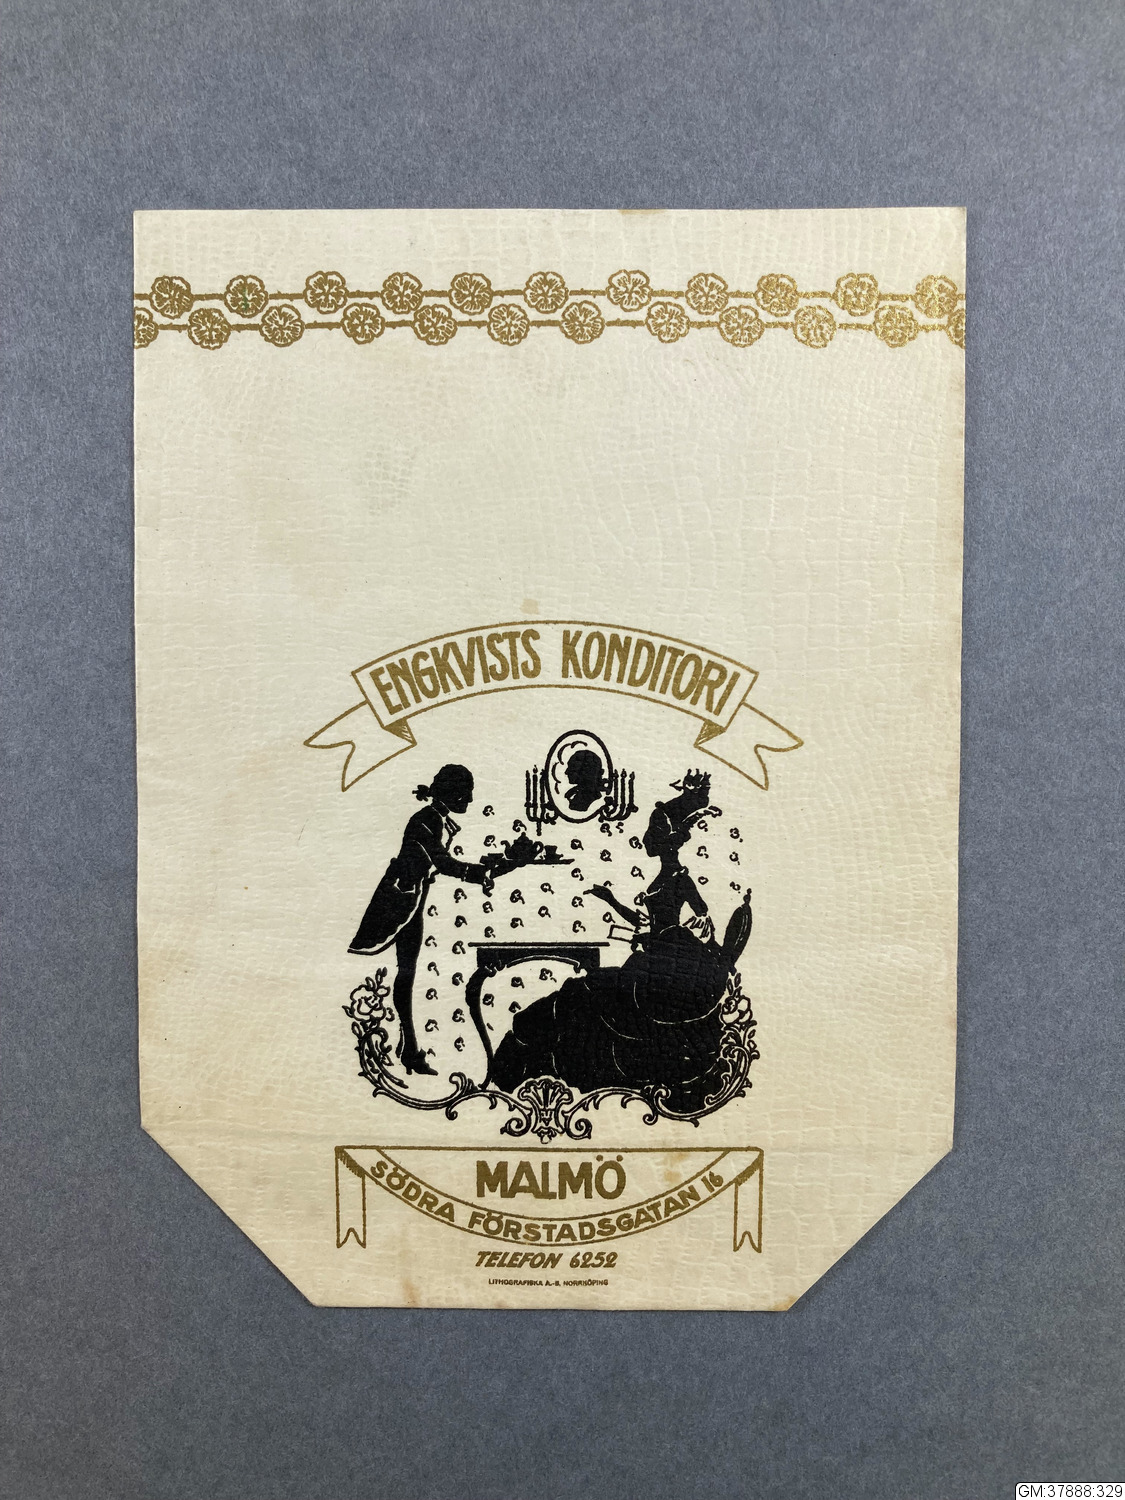 ENGKVISTS KONDITORI
MALMÖ
SÖDRA FÖRSTADSGATAN 16
TELEFON 6252
LITHOGRAFISKA A.-B. NORRKÖPING
GM:37888:329